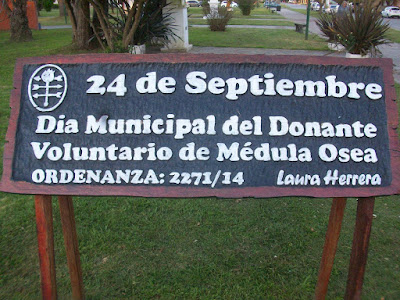 24 de Septiembre
Dia Municipal del Donante
Voluntario de Médula Osea
ORDENANZA: 2271/14 Laura Herrera